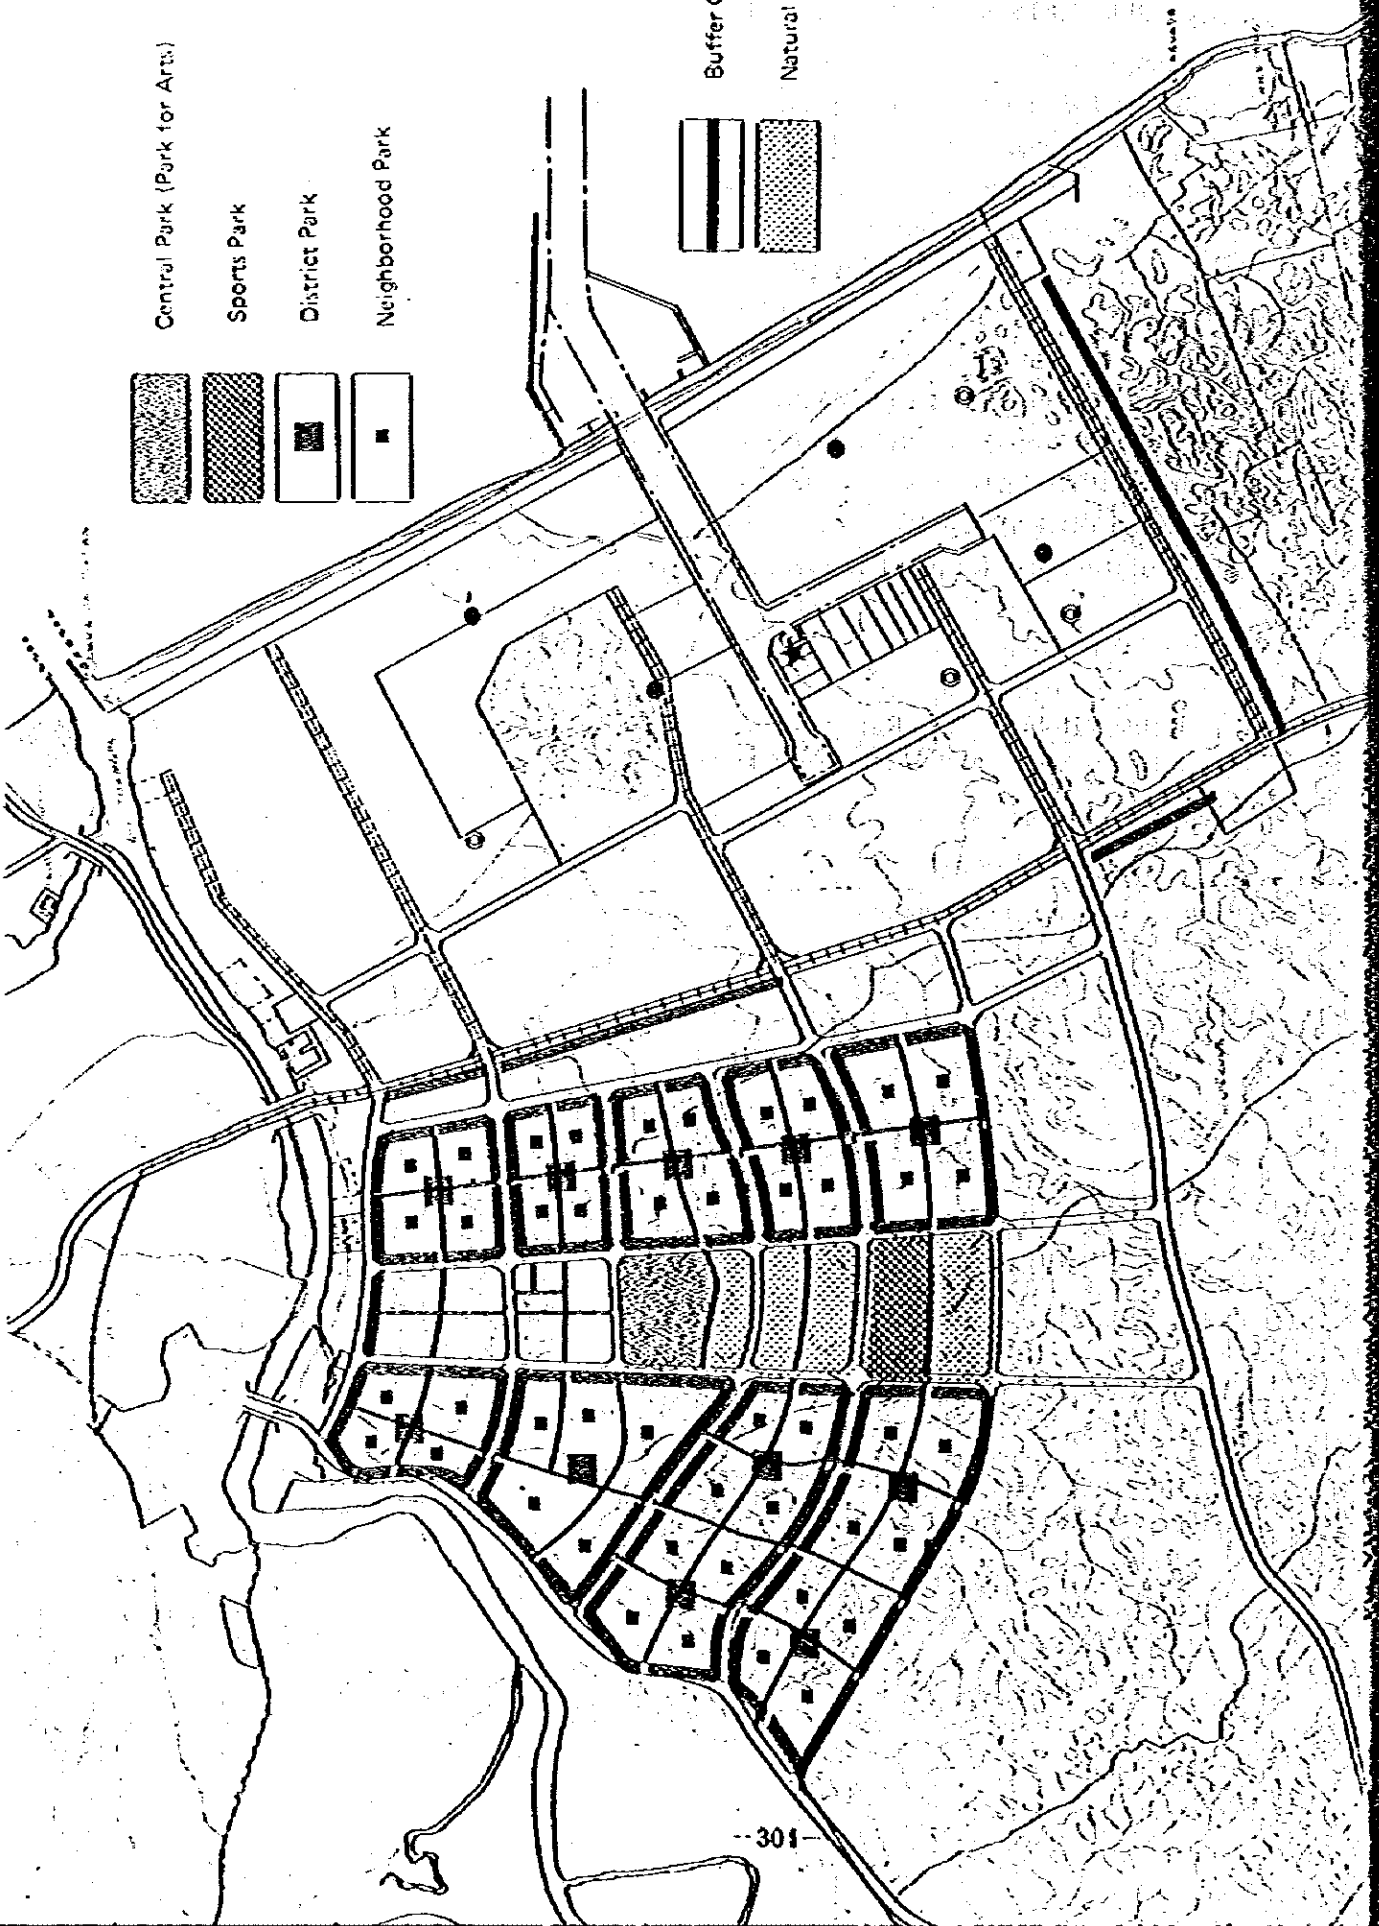 Central Park (Park for Arts)
Sports Park
District Park
Neighborhood Park
Buffer
Natural
--301--